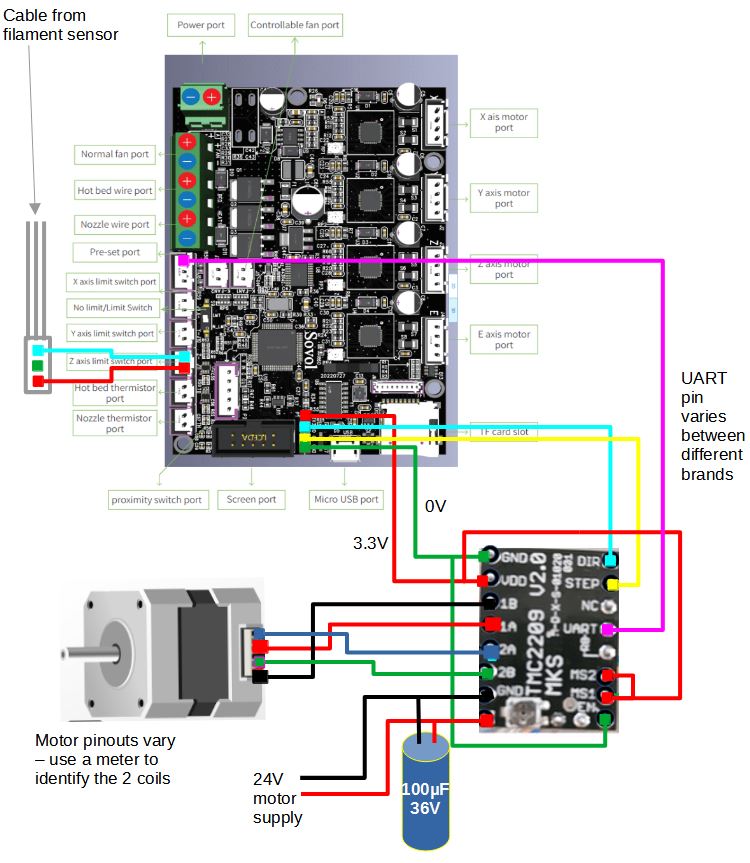 Cable from
filament sensor
Power port
Controllable fan port
X ais motor
port
Normal fan port
Y axis motor
port
Hot bed wire port
Nozzle wire port
Pre-set port
Z axis motor
port
X axis limit switch port
No limit/Limit Switch
Sovol
Y axis limit switch port
E axis motor
port
Z axis limit switch port
20220727
Hot bed thermistor
port
Nozzle thermistor
port
TF card slot
proximity switch port
Screen port
Micro USB port
UART
pin
varies
between
different
brands
0V
3.3V
GND
VDD
1B
1A
2A
2B
GND
TMC2209 V2.0
MKS
DIR
STEP
NC
UART
MS2
MS1
EN
Motor pinouts vary
– use a meter to
identify the 2 coils
24V
motor
supply
100µF
36V